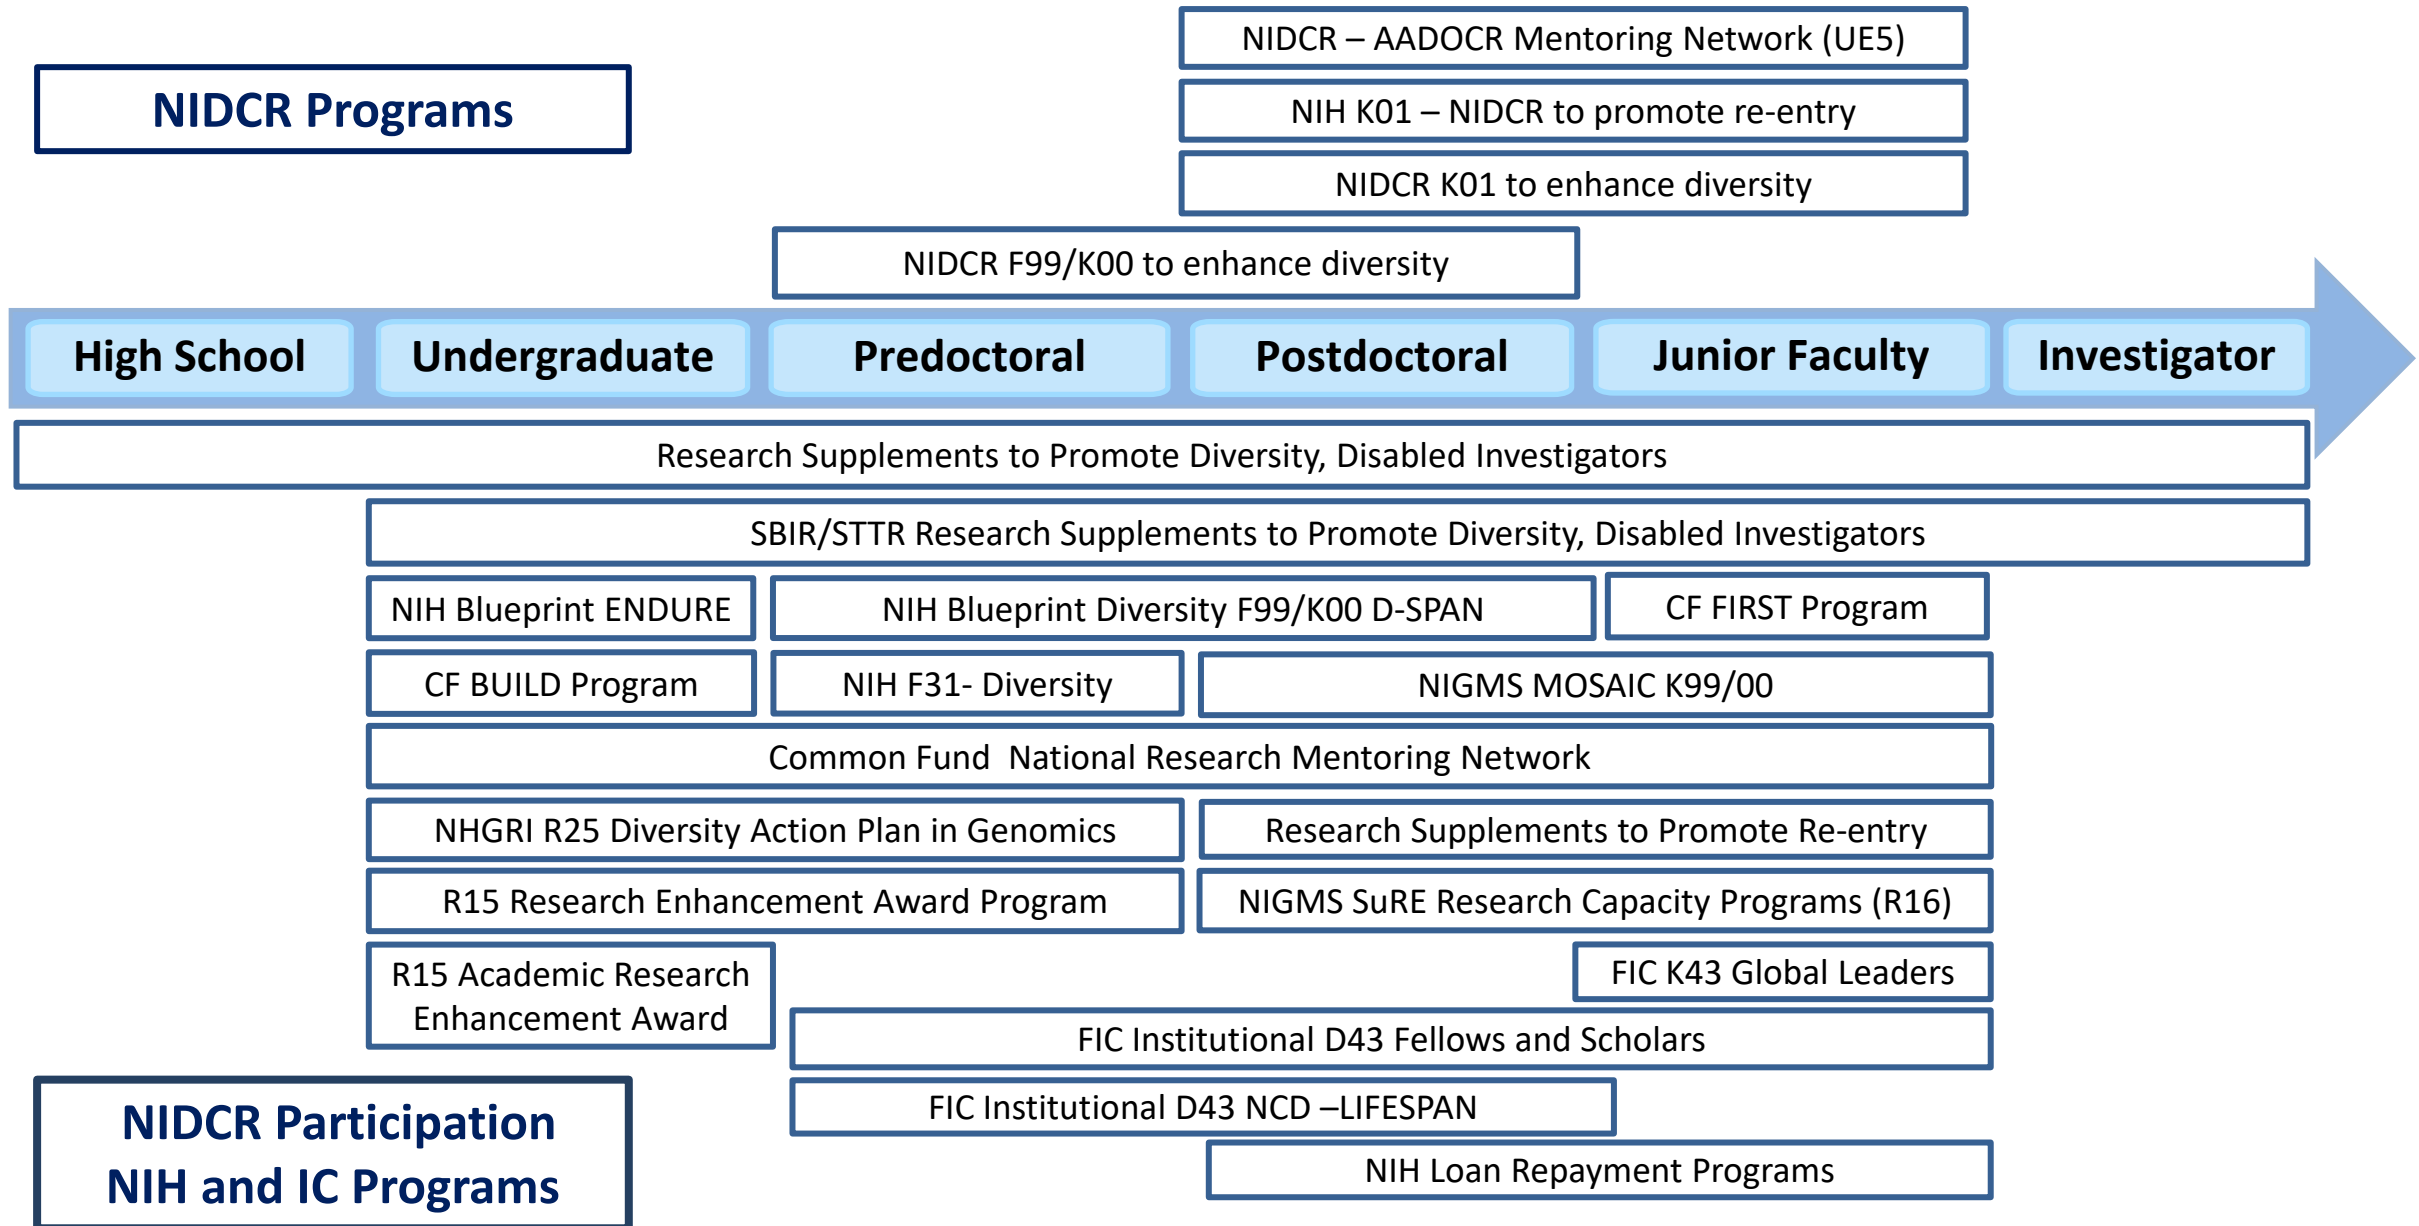 NIDCR – AADOCR Mentoring Network (UE5)
NIDCR Programs
NIH K01 – NIDCR to promote re-entry
NIDCR K01 to enhance diversity
NIDCR F99/K00 to enhance diversity
High School
Undergraduate
Predoctoral
Postdoctoral
Junior Faculty
Investigator
Research Supplements to Promote Diversity, Disabled Investigators
SBIR/STTR Research Supplements to Promote Diversity, Disabled Investigators
NIH Blueprint ENDURE
NIH Blueprint Diversity F99/K00 D-SPAN
CF FIRST Program
CF BUILD Program
NIH F31- Diversity
NIGMS MOSAIC K99/00
Common Fund  National Research Mentoring Network
NHGRI R25 Diversity Action Plan in Genomics
Research Supplements to Promote Re-entry
R15 Research Enhancement Award Program
NIGMS SuRE Research Capacity Programs (R16)
R15 Academic Research
Enhancement Award
FIC K43 Global Leaders
FIC Institutional D43 Fellows and Scholars
FIC Institutional D43 NCD –LIFESPAN
NIH Loan Repayment Programs
NIDCR Participation
NIH and IC Programs